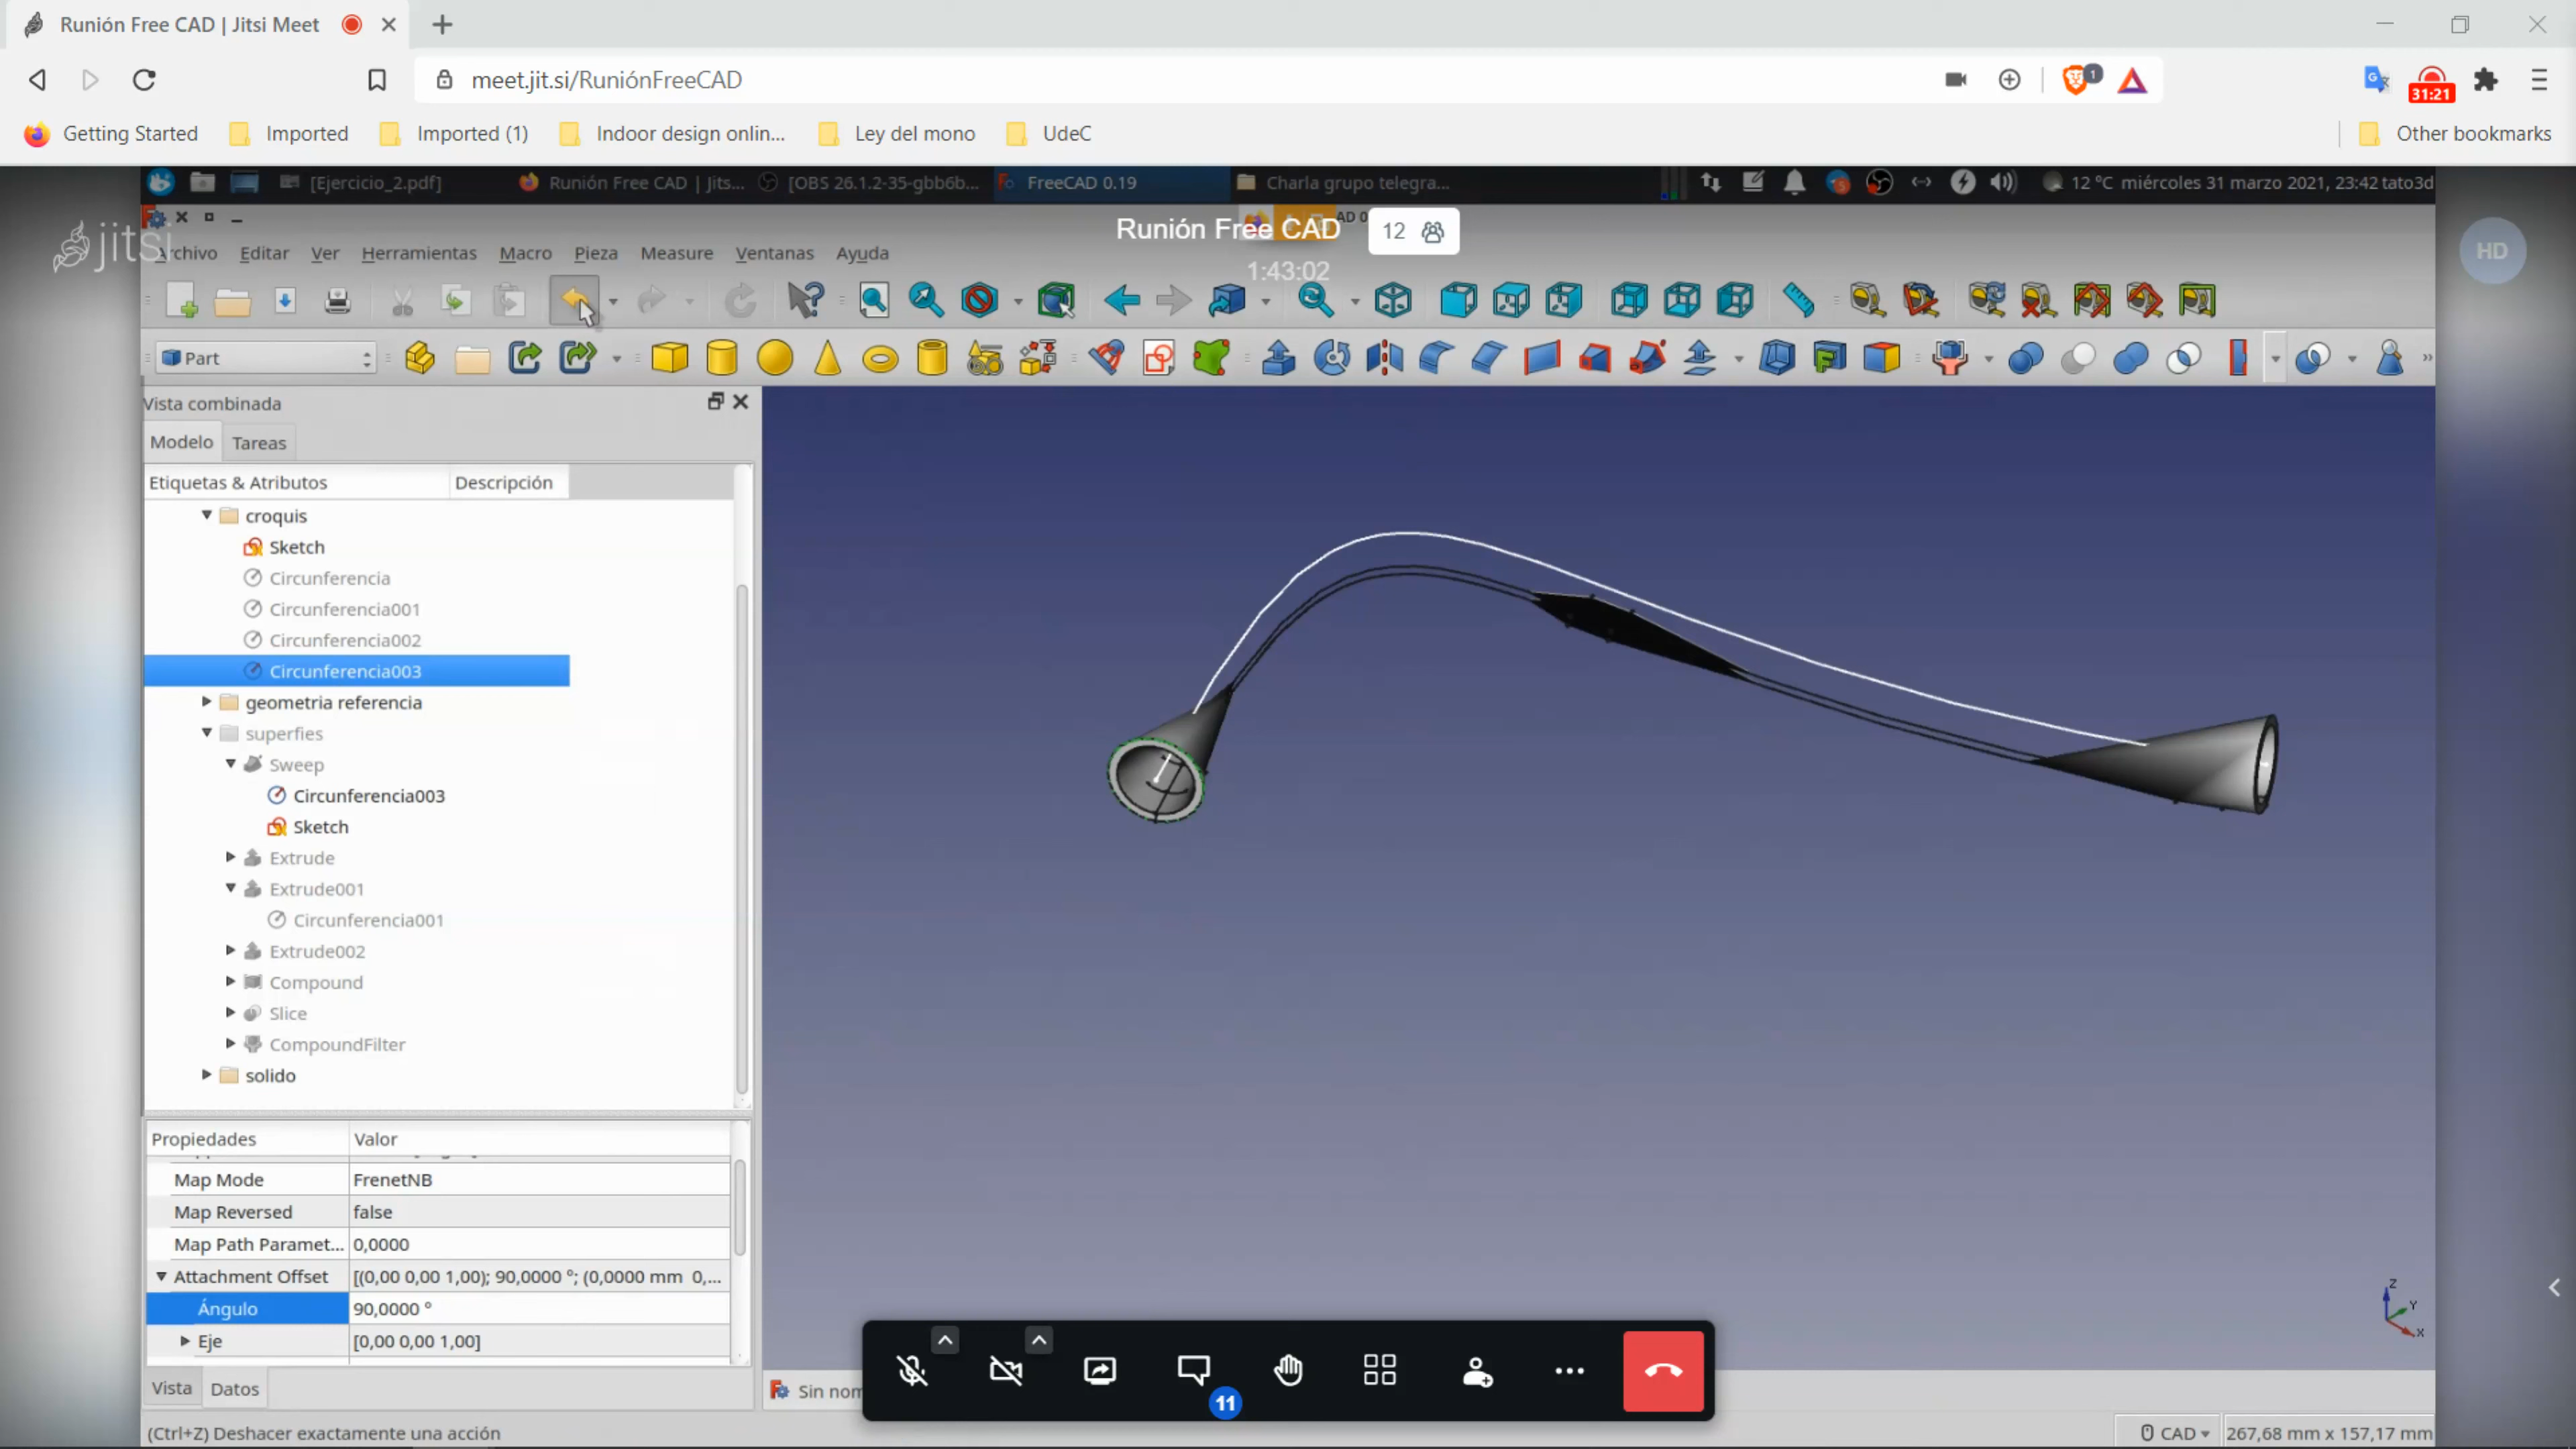 Runión Free CAD | Jitsi Meet
meet.jit.si/RuniónFreeCAD
1
31:21
Getting Started
Imported
Imported (1)
Indoor design onlin...
Ley del mono
UdeC
Other bookmarks
[Ejercicio_2.pdf]
Runión Free CAD | Jits...
[OBS 26.1.2-35-gbb6b...
FreeCAD 0.19
Charla grupo telegra...
12 °C miércoles 31 marzo 2021, 23:42 tato3d
jitsi
Runión Free CAD
12
HD
1:43:02
Archivo Editar Ver Herramientas Macro Pieza Measure Ventanas Ayuda
Part
Vista combinada
Modelo Tareas
Etiquetas & Atributos Descripción
croquis
Sketch
Circunferencia
Circunferencia001
Circunferencia002
Circunferencia003
geometria referencia
superfies
Sweep
Circunferencia003
Sketch
Extrude
Extrude001
Circunferencia001
Extrude002
Compound
Slice
CompoundFilter
solido
Propiedades Valor
Map Mode FrenetNB
Map Reversed false
Map Path Paramet... 0,0000
Attachment Offset [(0,00 0,00 1,00); 90,0000 °; (0,0000 mm 0,...
Ángulo 90,0000 °
Eje [0,00 0,00 1,00]
Vista Datos
Sin nom
11
Z
Y
X
(Ctrl+Z) Deshacer exactamente una acción
CAD
267,68 mm x 157,17 mm